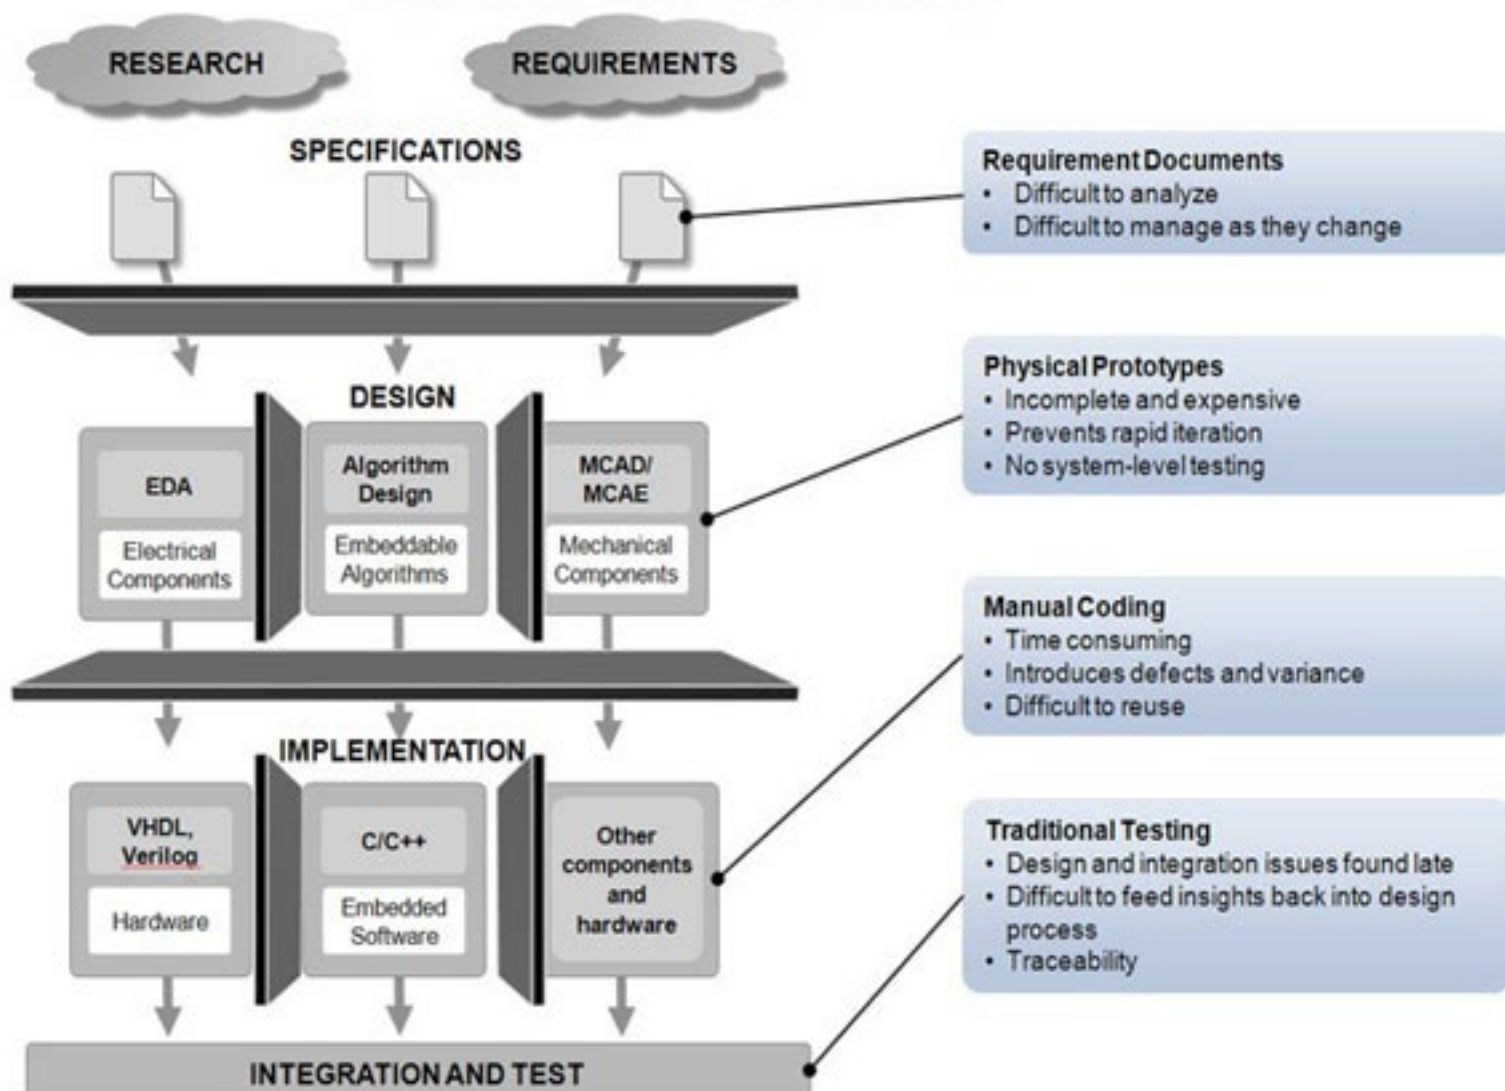 RESEARCH
REQUIREMENTS
SPECIFICATIONS
Requirement Documents
• Difficult to analyze
• Difficult to manage as they change
Physical Prototypes
• Incomplete and expensive
• Prevents rapid iteration
• No system-level testing
DESIGN
EDA
Electrical
Components
Algorithm
Design
Embeddable
Algorithms
MCAD/
MCAE
Mechanical
Components
Manual Coding
• Time consuming
• Introduces defects and variance
• Difficult to reuse
IMPLEMENTATION
VHDL,
Verilog
Hardware
C/C++
Embedded
Software
Other
components
and
hardware
Traditional Testing
• Design and integration issues found late
• Difficult to feed insights back into design
process
• Traceability
INTEGRATION AND TEST